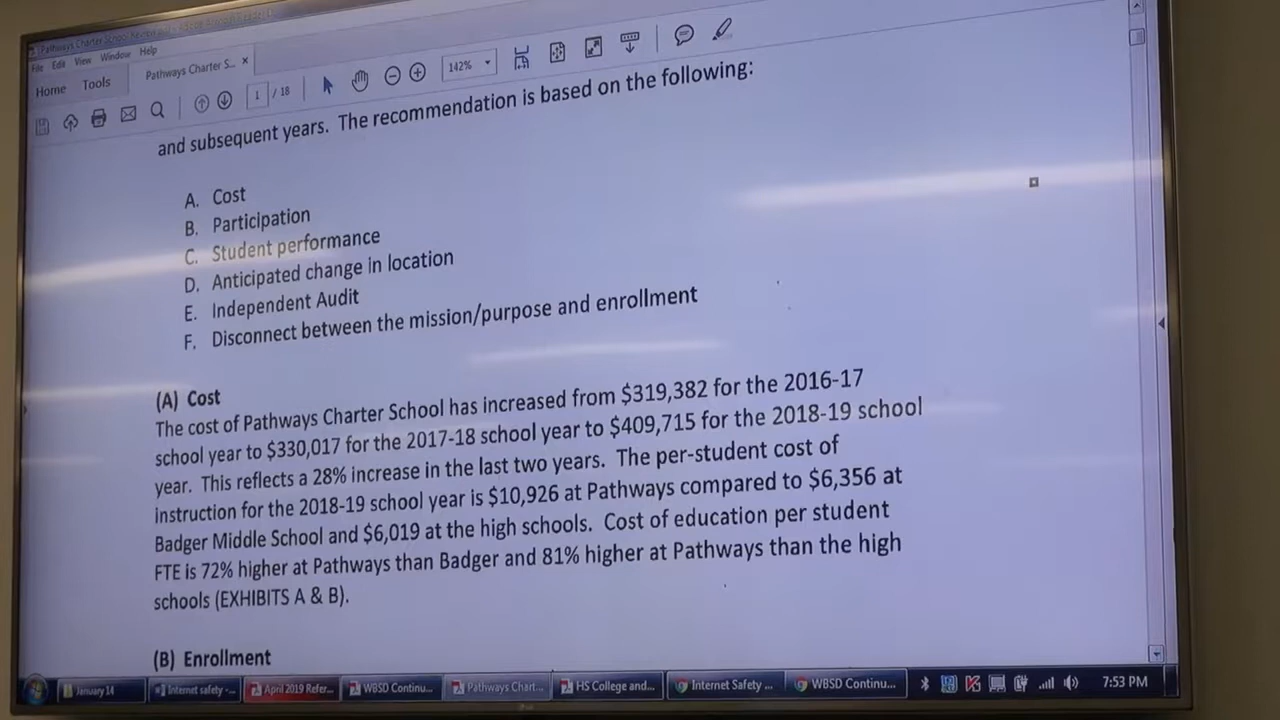 File Edit View Window Help
Home Tools Pathways Charter S... ×
1 / 18 142%
and subsequent years. The recommendation is based on the following:
A. Cost
B. Participation
C. Student performance
D. Anticipated change in location
E. Independent Audit
F. Disconnect between the mission/purpose and enrollment
(A) Cost
The cost of Pathways Charter School has increased from $319,382 for the 2016-17
school year to $330,017 for the 2017-18 school year to $409,715 for the 2018-19 school
year. This reflects a 28% increase in the last two years. The per-student cost of
instruction for the 2018-19 school year is $10,926 at Pathways compared to $6,356 at
Badger Middle School and $6,019 at the high schools. Cost of education per student
FTE is 72% higher at Pathways than Badger and 81% higher at Pathways than the high
schools (EXHIBITS A & B).
(B) Enrollment
January 14 Internet safety -... April 2019 Refer... WBSD Continu... Pathways Chart... HS College and... Internet Safety ... WBSD Continu... 7:53 PM